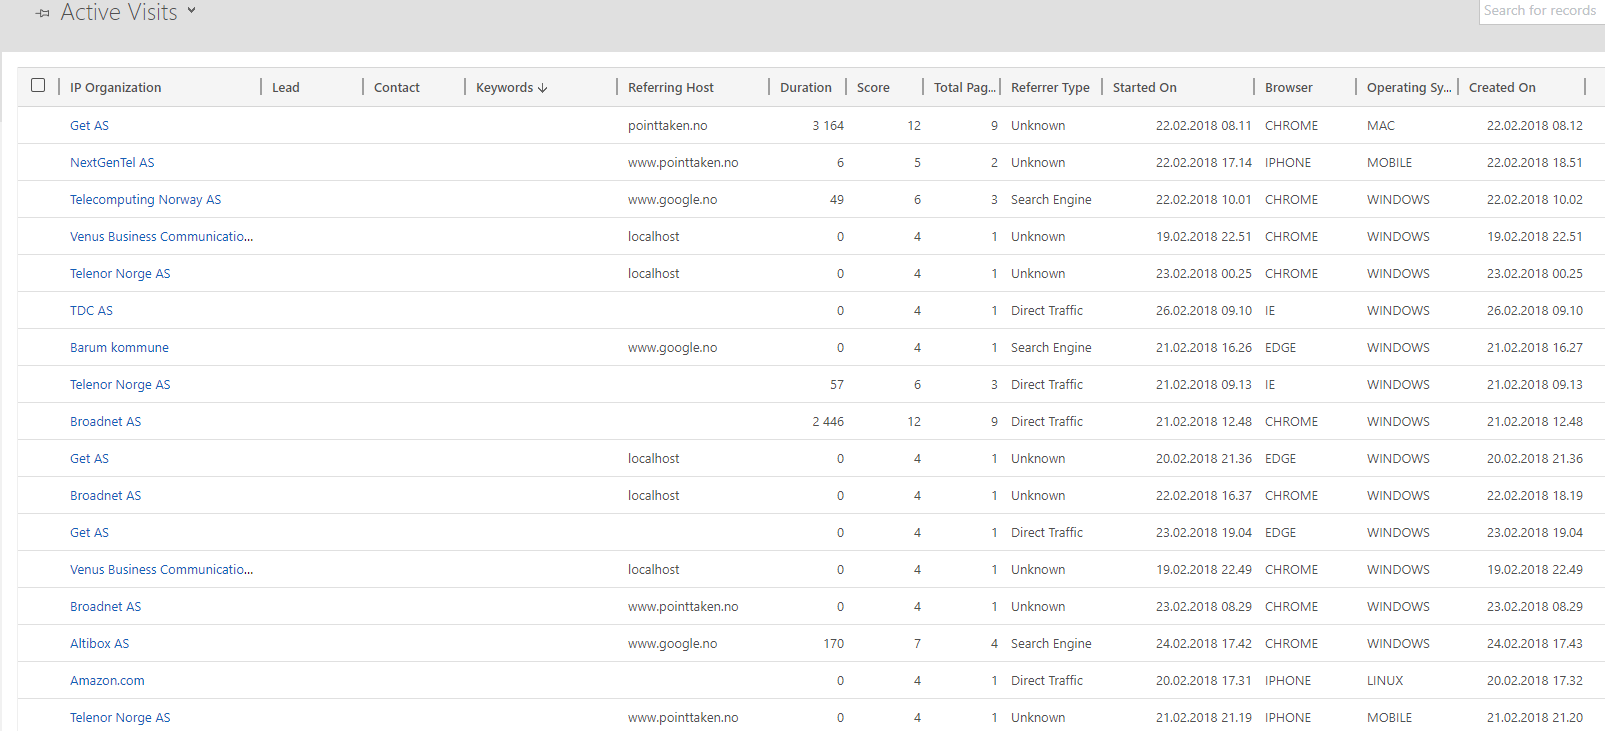 Active Visits
Search for records
IP Organization Lead Contact Keywords Referring Host Duration Score Total Pag... Referrer Type Started On Browser Operating Sy... Created On
Get AS pointtaken.no 3 164 12 9 Unknown 22.02.2018 08.11 CHROME MAC 22.02.2018 08.12
NextGenTel AS www.pointtaken.no 6 5 2 Unknown 22.02.2018 17.14 IPHONE MOBILE 22.02.2018 18.51
Telecomputing Norway AS www.google.no 49 6 3 Search Engine 22.02.2018 10.01 CHROME WINDOWS 22.02.2018 10.02
Venus Business Communicatio... localhost 0 4 1 Unknown 19.02.2018 22.51 CHROME WINDOWS 19.02.2018 22.51
Telenor Norge AS localhost 0 4 1 Unknown 23.02.2018 00.25 CHROME WINDOWS 23.02.2018 00.25
TDC AS 0 4 1 Direct Traffic 26.02.2018 09.10 IE WINDOWS 26.02.2018 09.10
Barum kommune www.google.no 0 4 1 Search Engine 21.02.2018 16.26 EDGE WINDOWS 21.02.2018 16.27
Telenor Norge AS 57 6 3 Direct Traffic 21.02.2018 09.13 IE WINDOWS 21.02.2018 09.13
Broadnet AS 2 446 12 9 Direct Traffic 21.02.2018 12.48 CHROME WINDOWS 21.02.2018 12.48
Get AS localhost 0 4 1 Unknown 20.02.2018 21.36 EDGE WINDOWS 20.02.2018 21.36
Broadnet AS localhost 0 4 1 Unknown 22.02.2018 16.37 CHROME WINDOWS 22.02.2018 18.19
Get AS 0 4 1 Direct Traffic 23.02.2018 19.04 EDGE WINDOWS 23.02.2018 19.04
Venus Business Communicatio... localhost 0 4 1 Unknown 19.02.2018 22.49 CHROME WINDOWS 19.02.2018 22.49
Broadnet AS www.pointtaken.no 0 4 1 Unknown 23.02.2018 08.29 CHROME WINDOWS 23.02.2018 08.29
Altibox AS www.google.no 170 7 4 Search Engine 24.02.2018 17.42 CHROME WINDOWS 24.02.2018 17.43
Amazon.com 0 4 1 Direct Traffic 20.02.2018 17.31 IPHONE LINUX 20.02.2018 17.32
Telenor Norge AS www.pointtaken.no 0 4 1 Unknown 21.02.2018 21.19 IPHONE MOBILE 21.02.2018 21.20